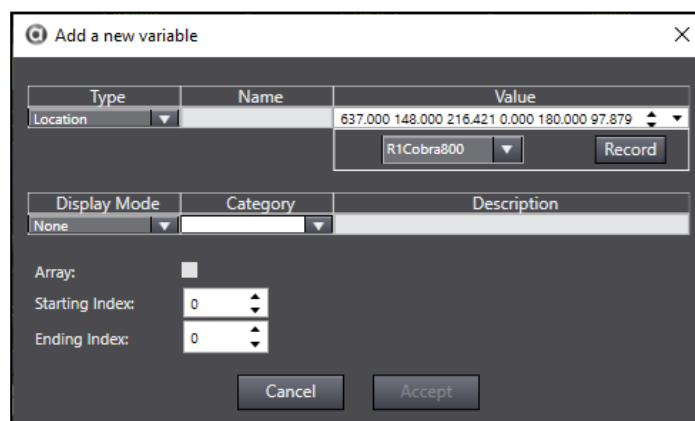 Add a new variable
Type Name Value
Location 637.000 148.000 216.421 0.000 180.000 97.879
R1Cobra800 Record
Display Mode Category Description
None
Array:
Starting Index: 0
Ending Index: 0
Cancel Accept